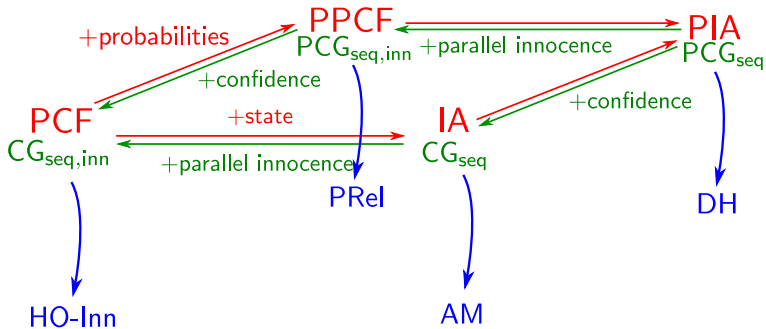 PPCF
PIA
+probabilities
PCG_seq,inn
+parallel innocence
PCG_seq
+confidence
+confidence
PCF
+state
IA
CG_seq,inn
+parallel innocence
CG_seq
PRel
DH
HO-Inn
AM